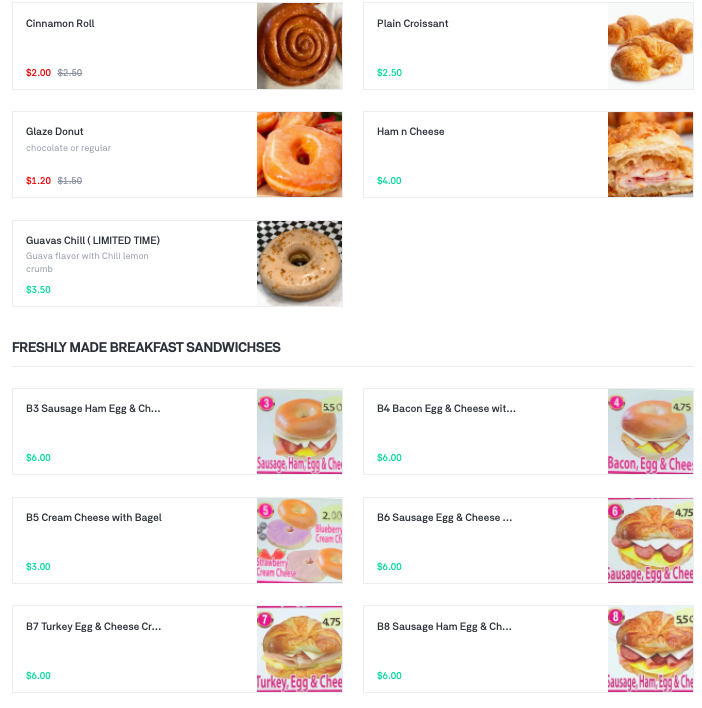 Cinnamon Roll
$2.00 $2.50
Plain Croissant
$2.50
Glaze Donut
chocolate or regular
$1.20 $1.50
Ham n Cheese
$4.00
Guavas Chill ( LIMITED TIME)
Guava flavor with Chill lemon
crumb
$3.50
FRESHLY MADE BREAKFAST SANDWICHSES
B3 Sausage Ham Egg & Ch...
$6.00
3
5.5
Sausage, Ham, Egg & Chee
B4 Bacon Egg & Cheese wit...
$6.00
4
4.75
Bacon, Egg & Chee
B5 Cream Cheese with Bagel
$3.00
5
2.00
Blueberry
Cream Ch
Strawberry
Cream Cheese
B6 Sausage Egg & Cheese ...
$6.00
6
4.75
Sausage, Egg & Chee
B7 Turkey Egg & Cheese Cr...
$6.00
7
4.75
Turkey, Egg & Chee
B8 Sausage Ham Egg & Ch...
$6.00
8
5.5
Sausage, Ham, Egg & Che